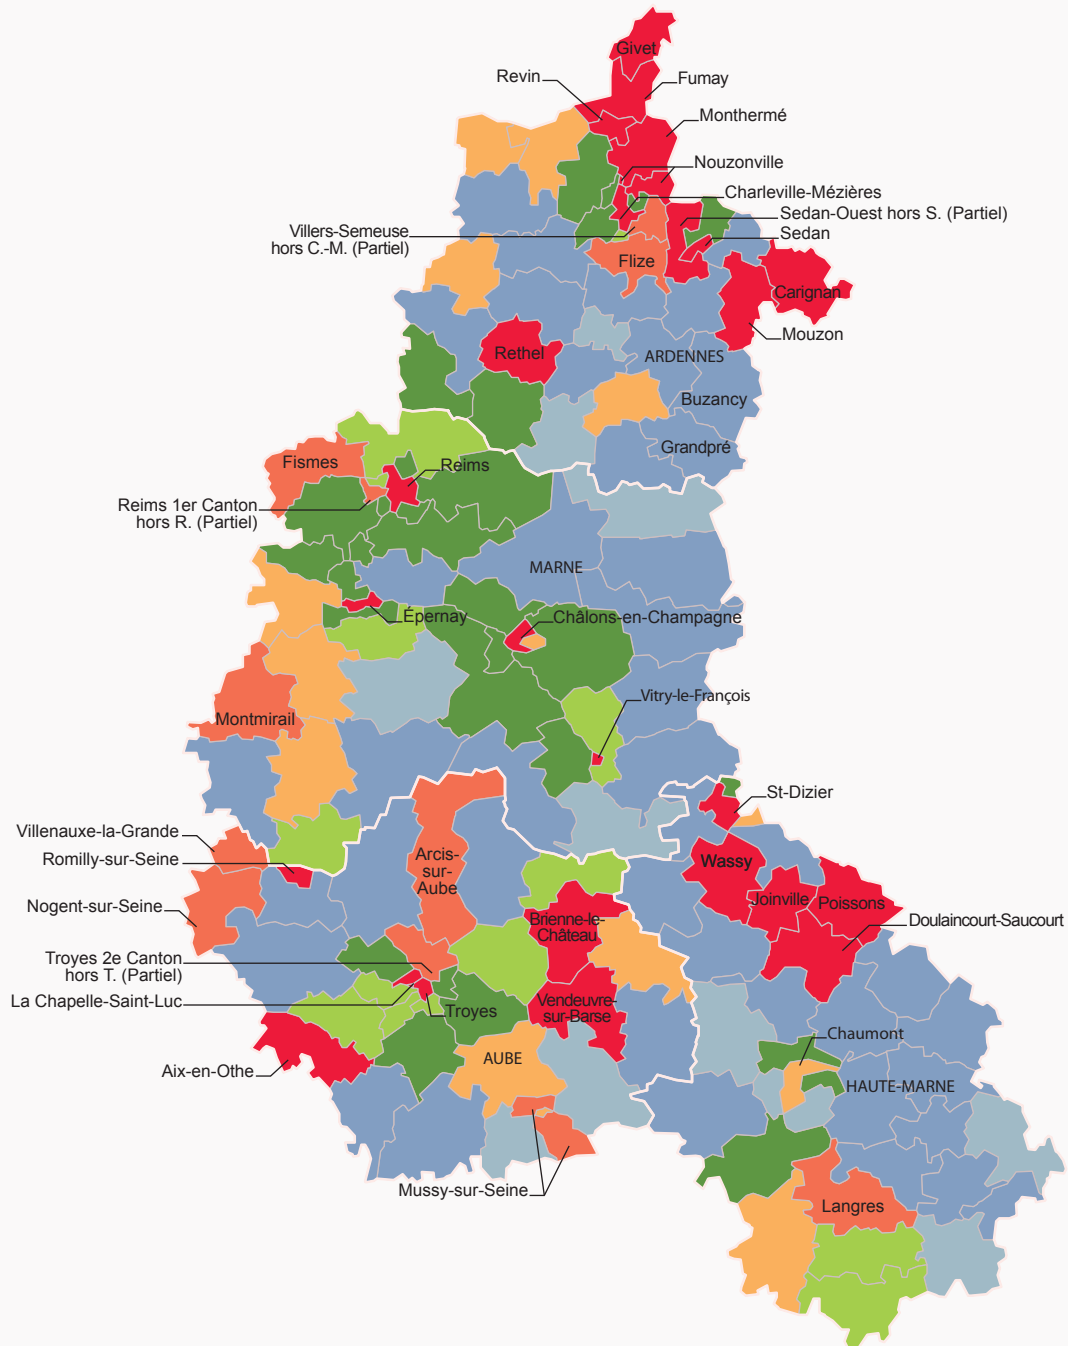 Givet
Revin
Fumay
Monthermé
Nouzonville
Charleville-Mézières
Sedan-Ouest hors S. (Partiel)
Villers-Semeuse
hors C.-M. (Partiel)
Sedan
Flize
Carignan
Mouzon
Rethel
ARDENNES
Buzancy
Grandpré
Fismes
Reims
Reims 1er Canton
hors R. (Partiel)
MARNE
Épernay
Châlons-en-Champagne
Vitry-le-François
Montmirail
St-Dizier
Villenauxe-la-Grande
Romilly-sur-Seine
Arcis-
sur-
Aube
Wassy
Joinville
Poissons
Nogent-sur-Seine
Brienne-le-
Château
Doulaincourt-Saucourt
Troyes 2e Canton
hors T. (Partiel)
La Chapelle-Saint-Luc
Troyes
Vendeuvre-
sur-Barse
Chaumont
Aix-en-Othe
AUBE
HAUTE-MARNE
Mussy-sur-Seine
Langres